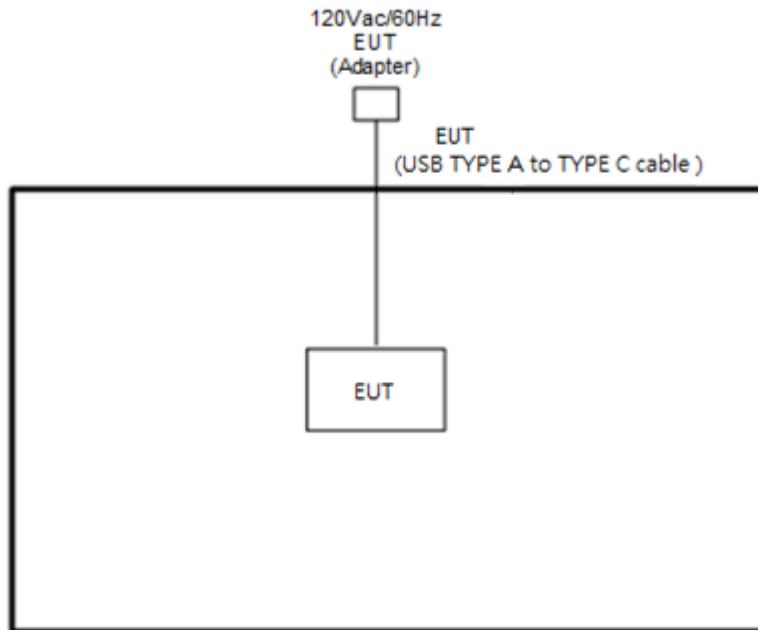 120Vac/60Hz
EUT
(Adapter)
EUT
(USB TYPE A to TYPE C cable )
EUT